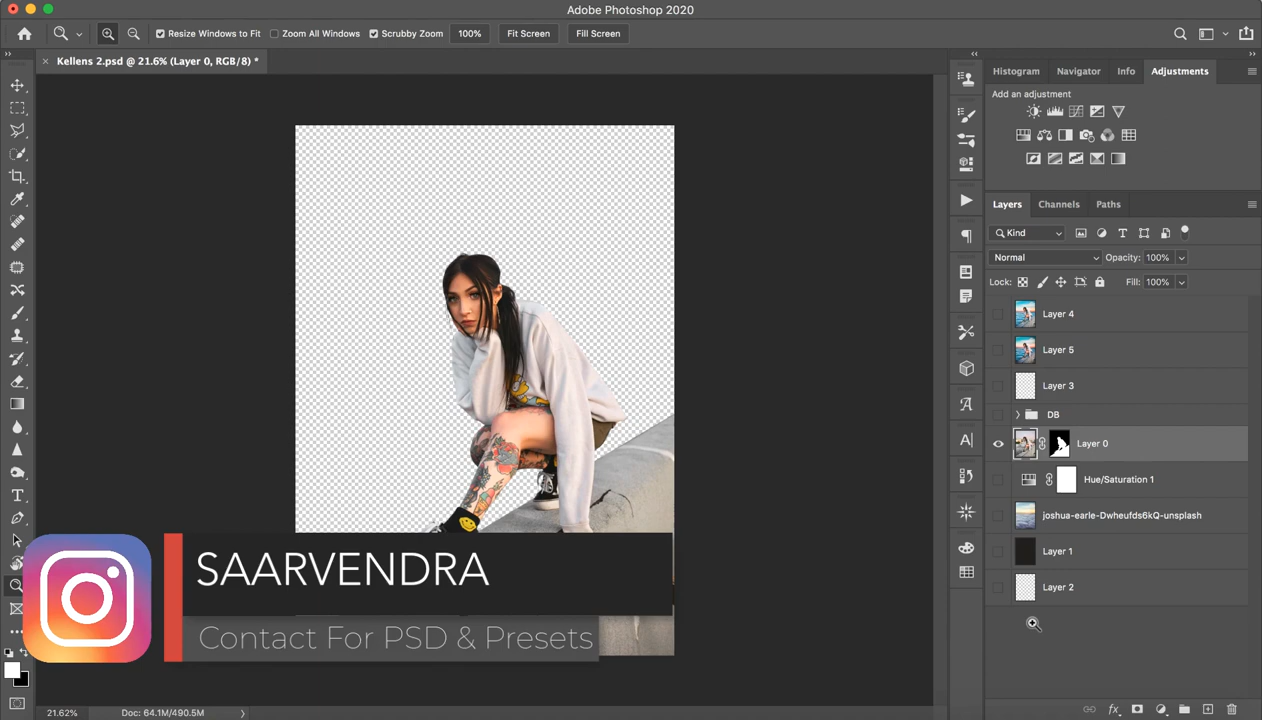 Adobe Photoshop 2020
Resize Windows to Fit Zoom All Windows Scrubby Zoom 100% Fit Screen Fill Screen
Kellens 2.psd @ 21.6% (Layer 0, RGB/8) *
Histogram Navigator Info Adjustments
Add an adjustment
Layers Channels Paths
Kind
Normal Opacity: 100%
Lock: Fill: 100%
Layer 4
Layer 5
Layer 3
DB
Layer 0
Hue/Saturation 1
joshua-earle-Dwheufds6kQ-unsplash
Layer 1
Layer 2
SAARVENDRA
Contact For PSD & Presets
21.62% Doc: 64.1M/490.5M